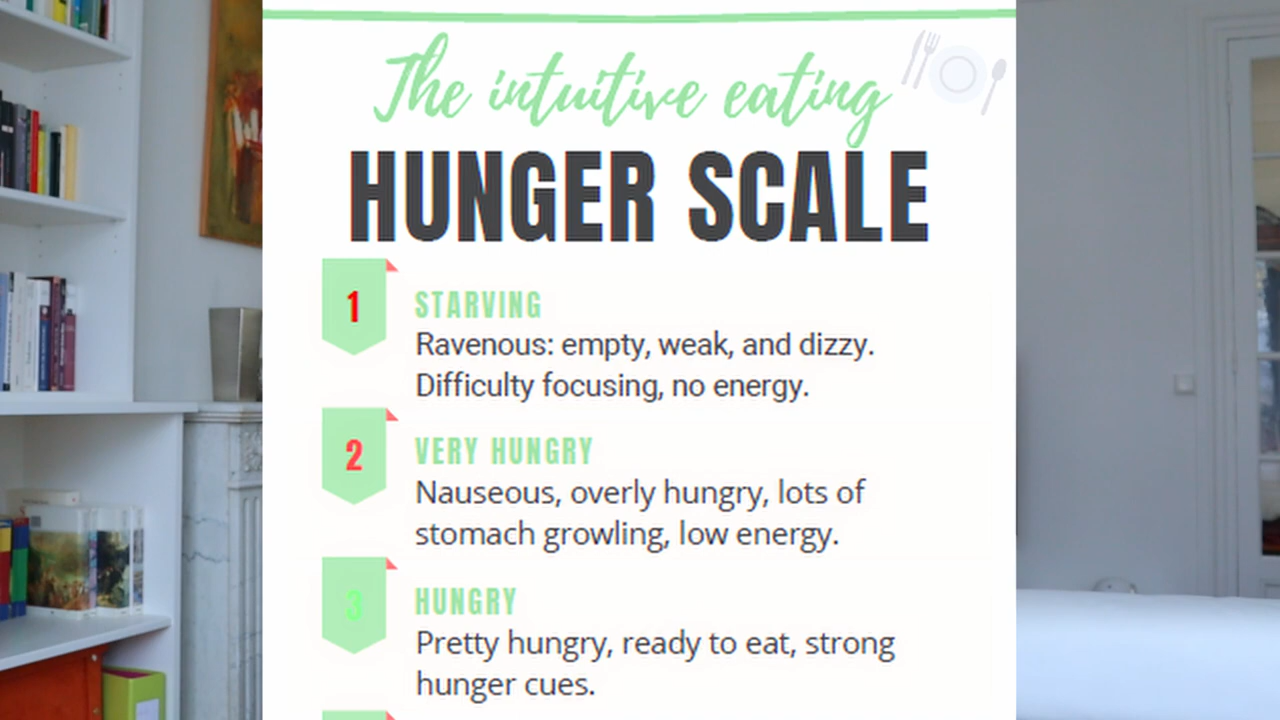 The intuitive eating
HUNGER SCALE
1
STARVING
Ravenous: empty, weak, and dizzy.
Difficulty focusing, no energy.
2
VERY HUNGRY
Nauseous, overly hungry, lots of
stomach growling, low energy.
3
HUNGRY
Pretty hungry, ready to eat, strong
hunger cues.